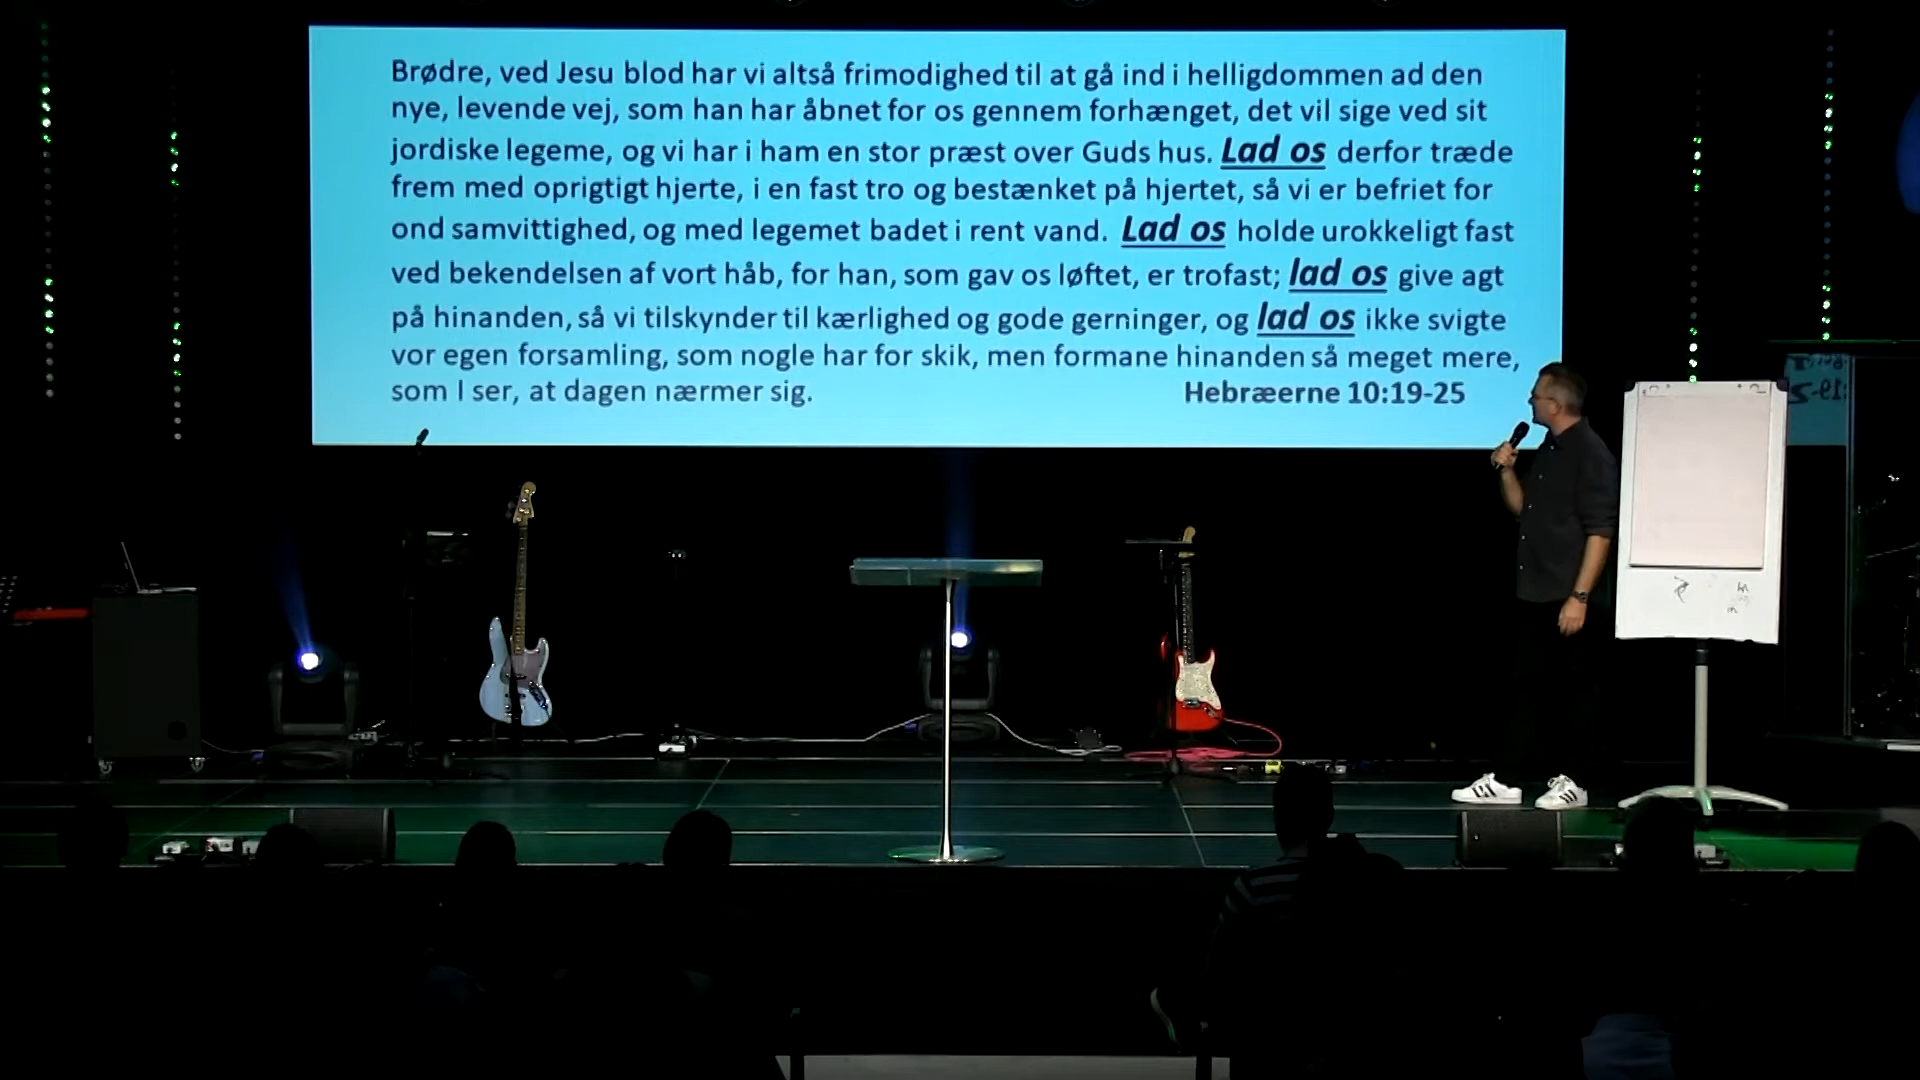 Brødre, ved Jesu blod har vi altså frimodighed til at gå ind i helligdommen ad den
nye, levende vej, som han har åbnet for os gennem forhænget, det vil sige ved sit
jordiske legeme, og vi har i ham en stor præst over Guds hus. Lad os derfor træde
frem med oprigtigt hjerte, i en fast tro og bestænket på hjertet, så vi er befriet for
ond samvittighed, og med legemet badet i rent vand. Lad os holde urokkeligt fast
ved bekendelsen af vort håb, for han, som gav os løftet, er trofast; lad os give agt
på hinanden, så vi tilskynder til kærlighed og gode gerninger, og lad os ikke svigte
vor egen forsamling, som nogle har for skik, men formane hinanden så meget mere,
som I ser, at dagen nærmer sig.
Hebræerne 10:19-25